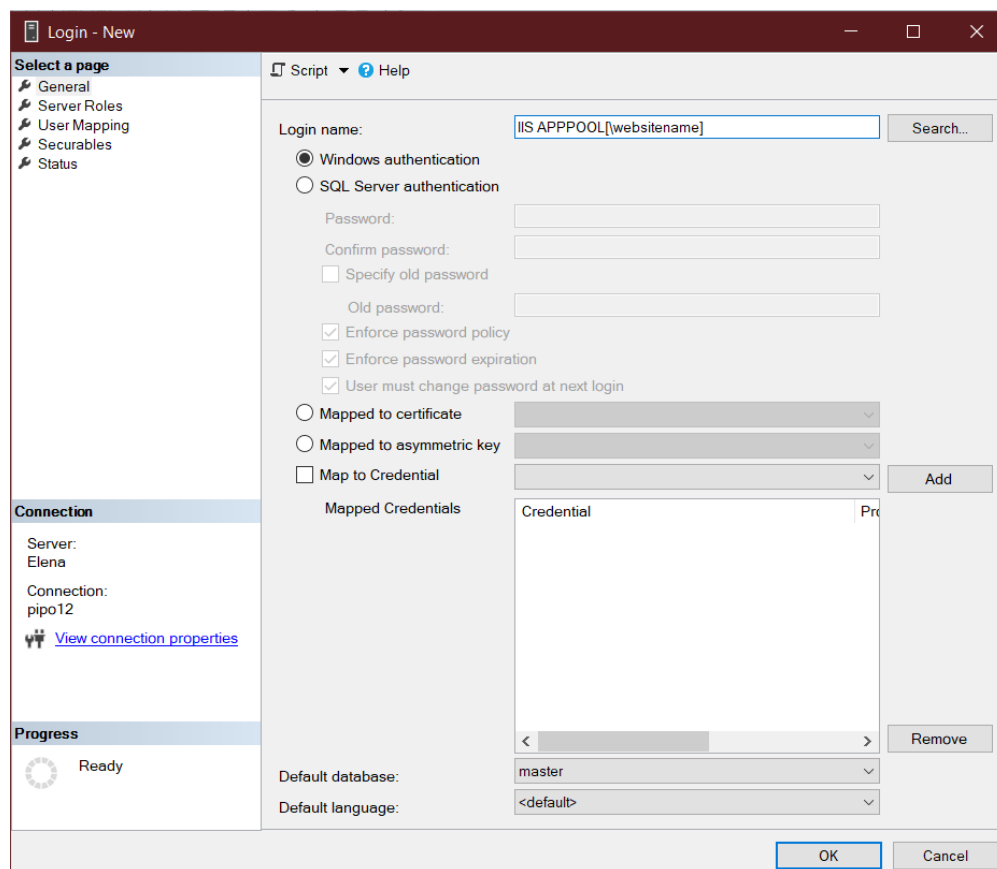 Login - New
Select a page
General
Server Roles
User Mapping
Securables
Status
Script
Help
Login name:
IIS APPPOOL[\websitename]
Search...
Windows authentication
SQL Server authentication
Password:
Confirm password:
Specify old password
Old password:
Enforce password policy
Enforce password expiration
User must change password at next login
Mapped to certificate
Mapped to asymmetric key
Map to Credential
Add
Mapped Credentials
Credential
Pro
Remove
Default database:
master
Default language:
<default>
Connection
Server:
Elena
Connection:
pipo12
View connection properties
Progress
Ready
OK
Cancel